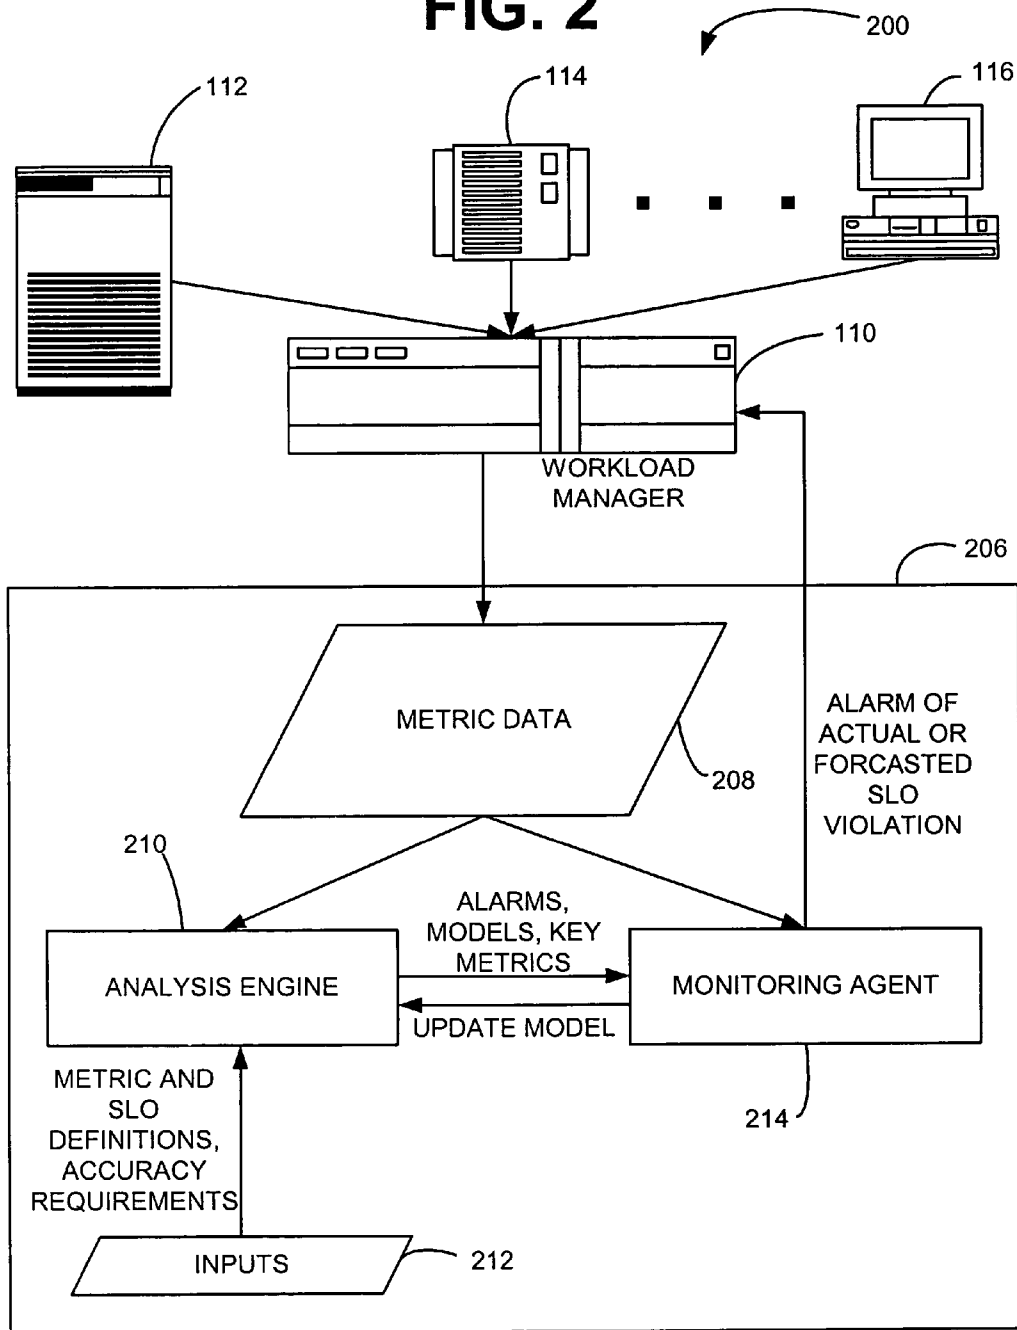 FIG. 2
200
112
114
116
110
WORKLOAD
MANAGER
206
METRIC DATA
208
ALARM OF
ACTUAL OR
FORCASTED
SLO
VIOLATION
210
ALARMS,
MODELS, KEY
METRICS
ANALYSIS ENGINE
MONITORING AGENT
UPDATE MODEL
METRIC AND
SLO
DEFINITIONS,
ACCURACY
REQUIREMENTS
214
INPUTS
212